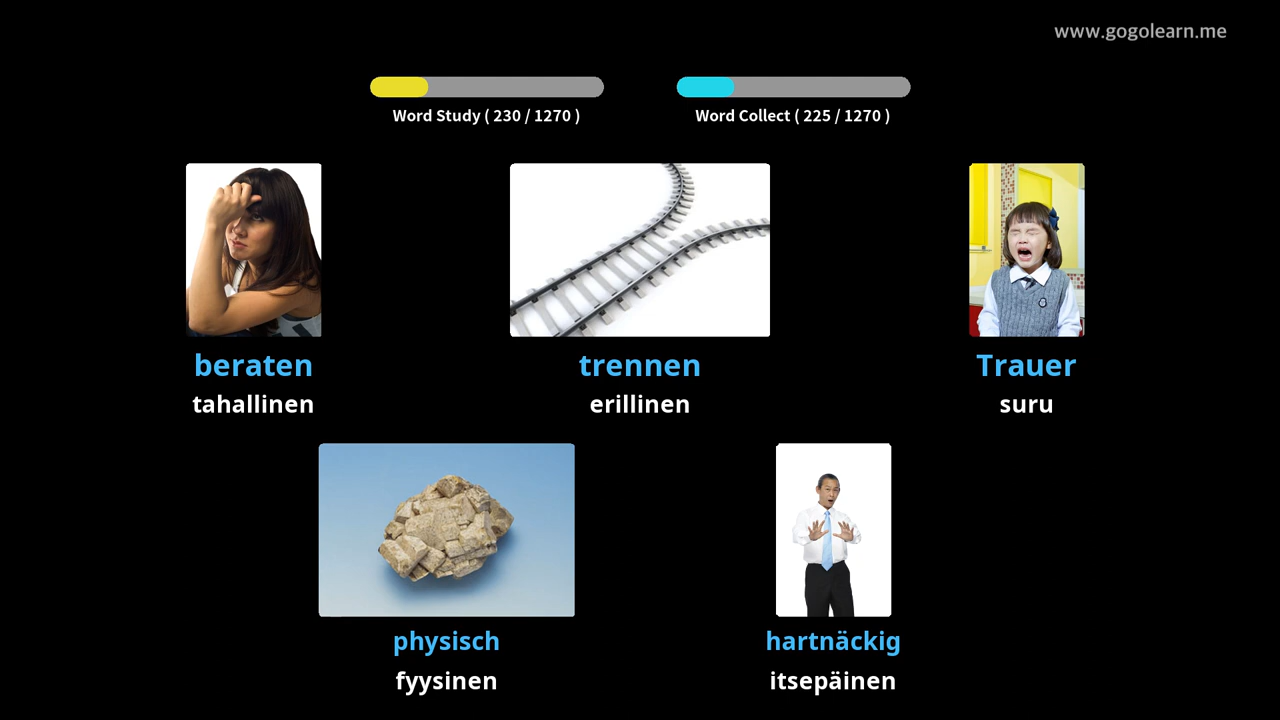 www.gogolearn.me
Word Study ( 230 / 1270 )
Word Collect ( 225 / 1270 )
beraten
tahallinen
trennen
erillinen
Trauer
suru
physisch
fyysinen
hartnäckig
itsepäinen